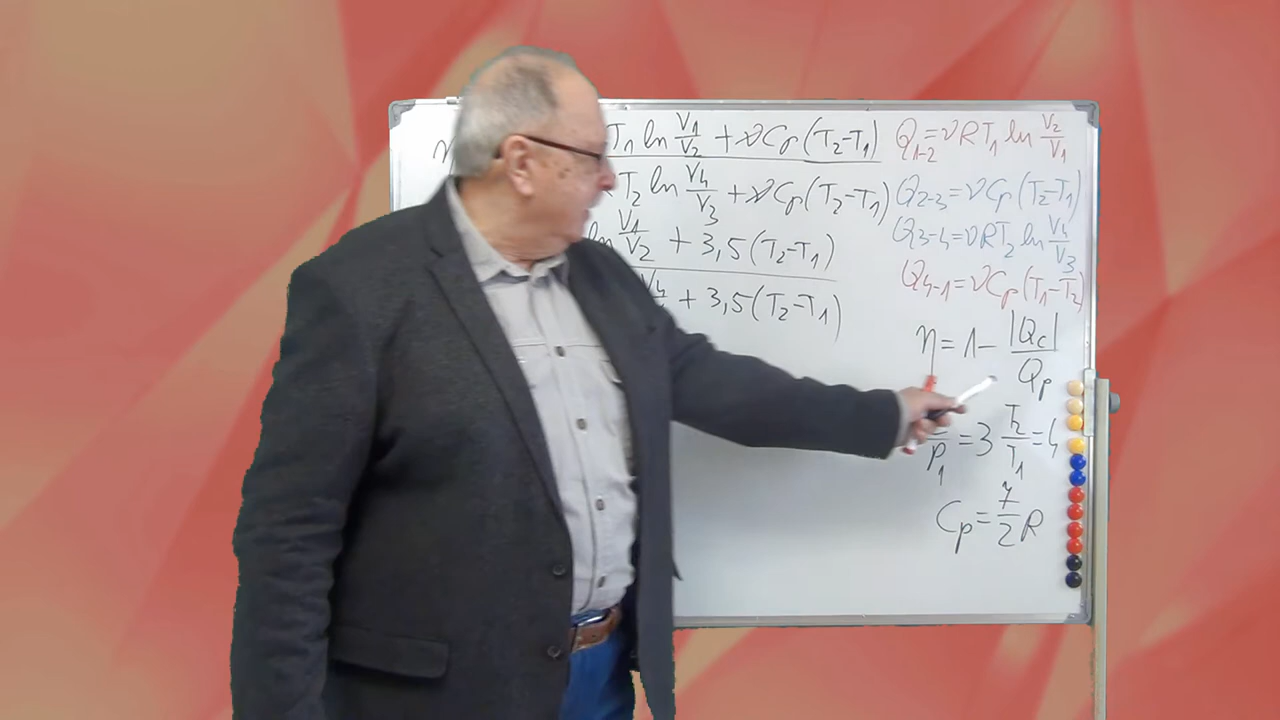 T₁ ln V₁/V₂ + νCp(T₂-T₁)
T₂ ln V₄/V₃ + νCp(T₂-T₁)
ln V₁/V₂ + 3,5(T₂-T₁)
V₄ + 3,5(T₂-T₁)
Q₁₋₂=νRT₁ ln V₂/V₁
Q₂₋₃=νCp(T₂-T₁)
Q₃₋₄=νRT₂ ln V₄/V₃
Q₄₋₁=νCp(T₁-T₂)
η=1-|Qc|/Qp
p₁ =3 T₂/T₁=4
Cp=7/2 R